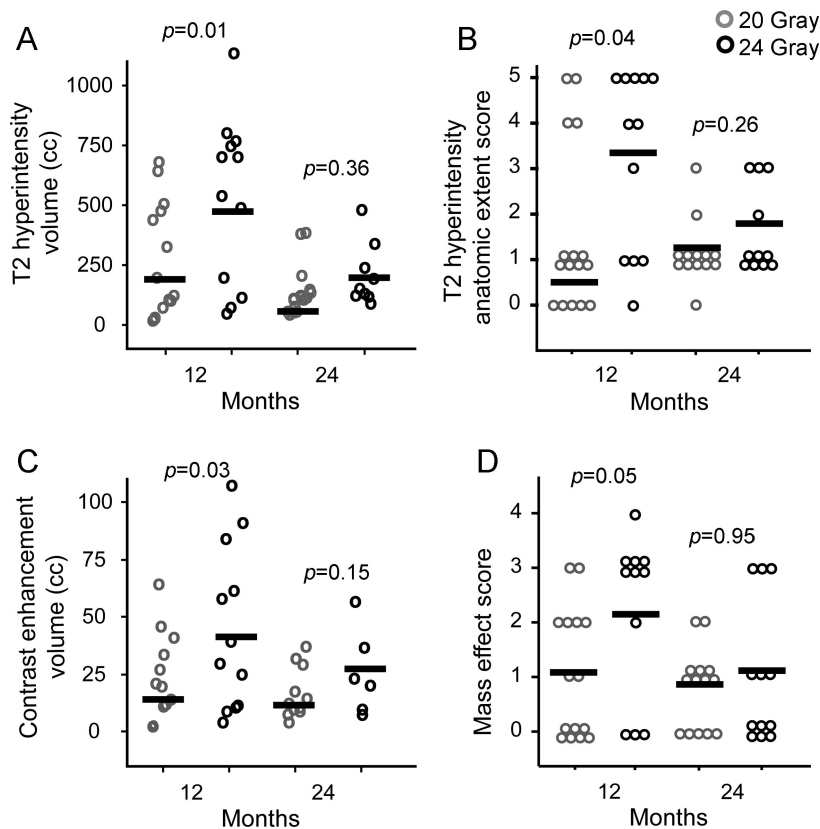 A
p=0.01
B
p=0.04
20 Gray
24 Gray
T2 hyperintensity
volume (cc)
1000
750
500
250
0
p=0.36
12
24
Months
T2 hyperintensity
anatomic extent score
5
4
3
2
1
0
p=0.26
12
24
Months
C
p=0.03
Contrast enhancement
volume (cc)
100
75
50
25
0
p=0.15
12
24
Months
D
p=0.05
Mass effect score
4
3
2
1
0
p=0.95
12
24
Months